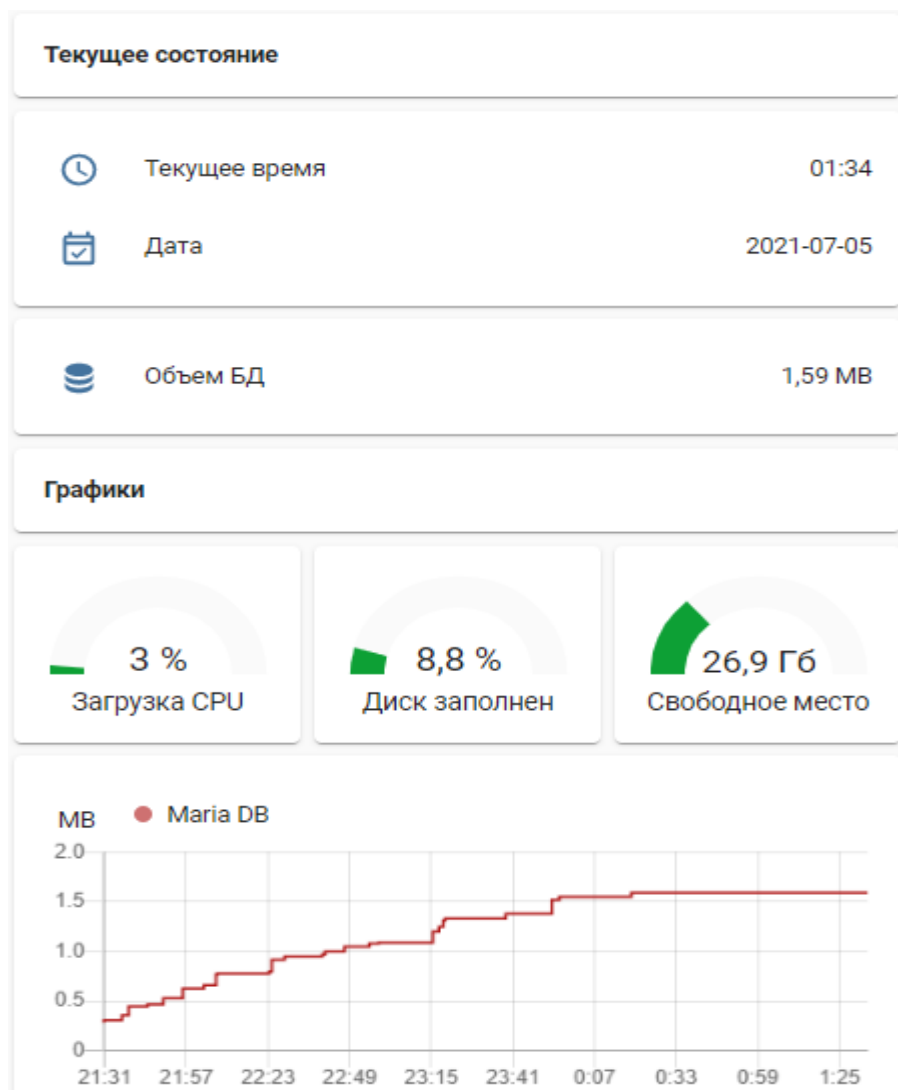 Текущее состояние
Текущее время 01:34
Дата 2021-07-05
Объем БД 1,59 MB
Графики
3 % 8,8 % 26,9 Гб
Загрузка CPU Диск заполнен Свободное место
MB Maria DB
2.0
1.5
1.0
0.5
0
21:31 21:57 22:23 22:49 23:15 23:41 0:07 0:33 0:59 1:25